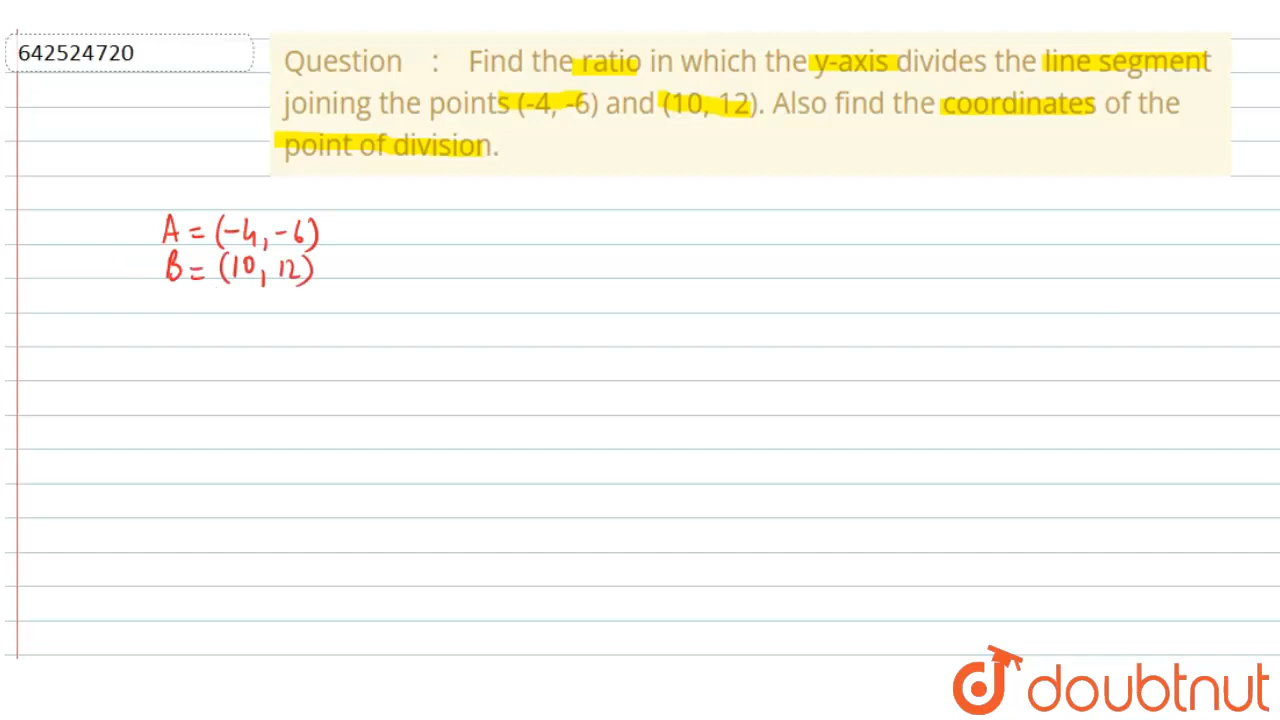 642524720
Question : Find the ratio in which the y-axis divides the line segment
joining the points (-4, -6) and (10, 12). Also find the coordinates of the
point of division.
A = (-4, -6)
B = (10, 12)
doubtnut